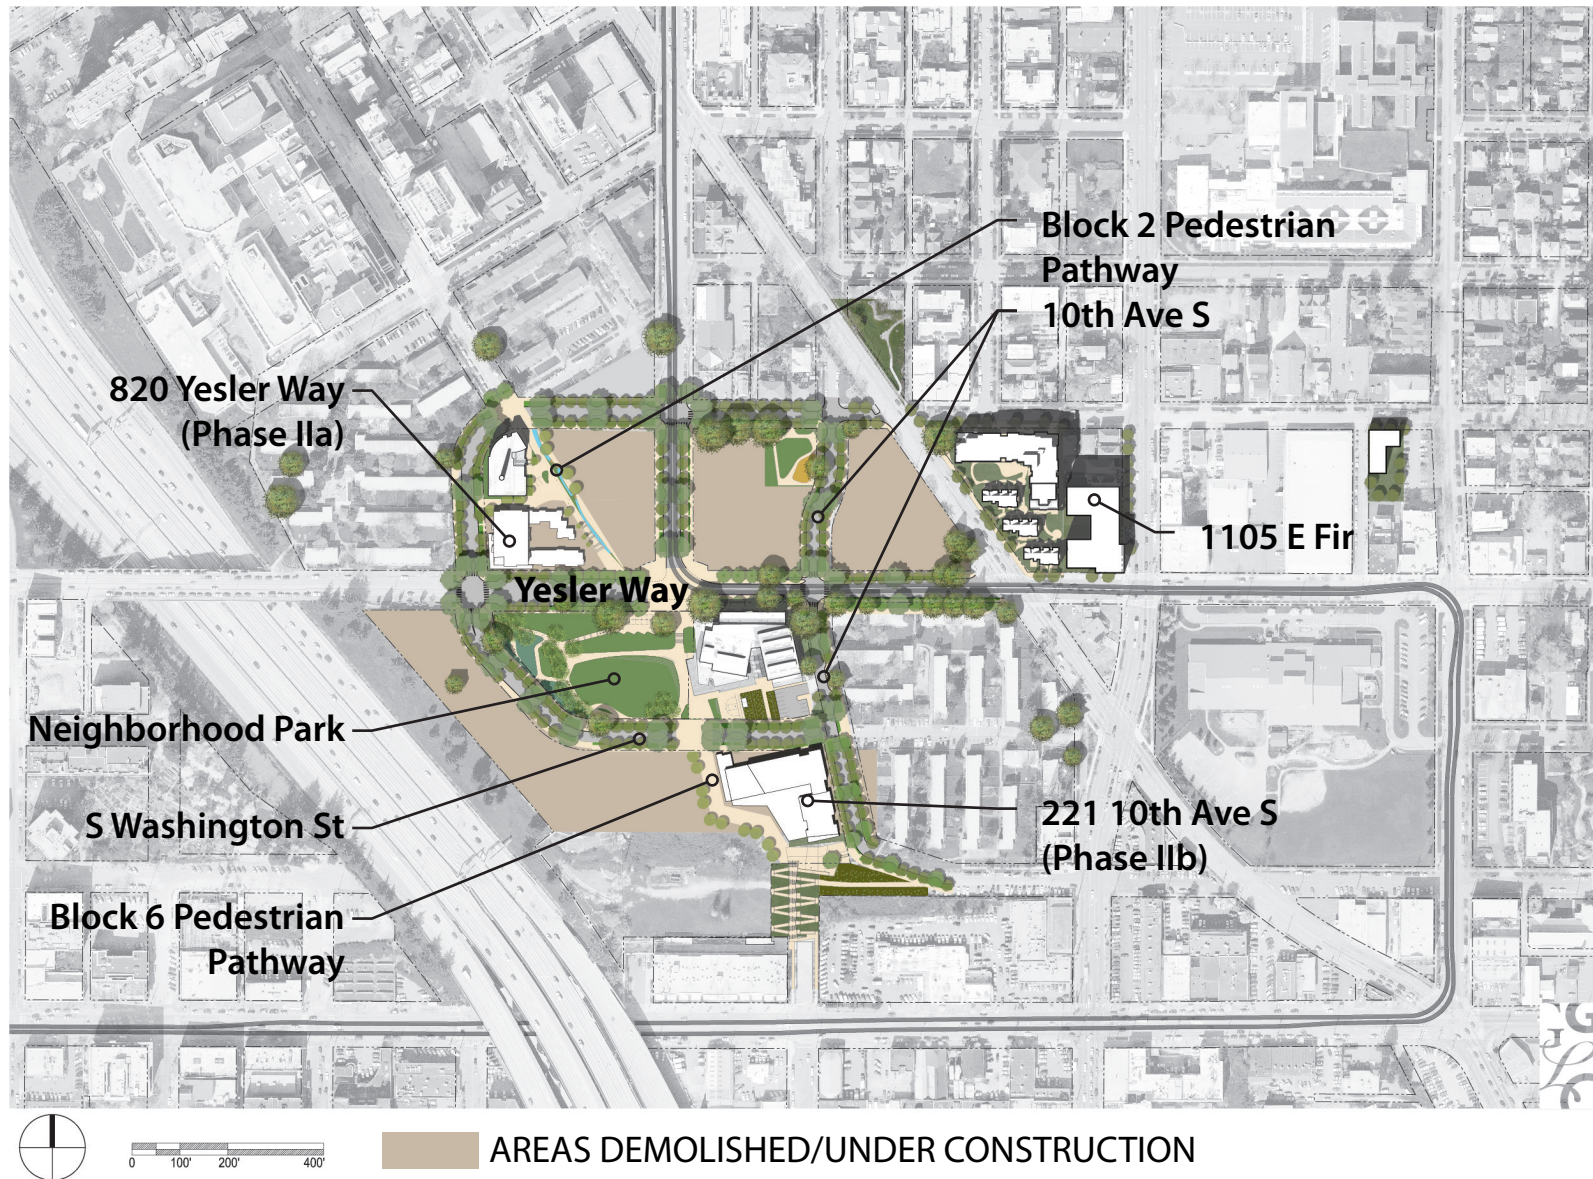 Block 2 Pedestrian
Pathway
10th Ave S
820 Yesler Way
(Phase IIa)
1105 E Fir
Yesler Way
Neighborhood Park
S Washington St
221 10th Ave S
(Phase IIb)
Block 6 Pedestrian
Pathway
0 100' 200' 400'
AREAS DEMOLISHED/UNDER CONSTRUCTION